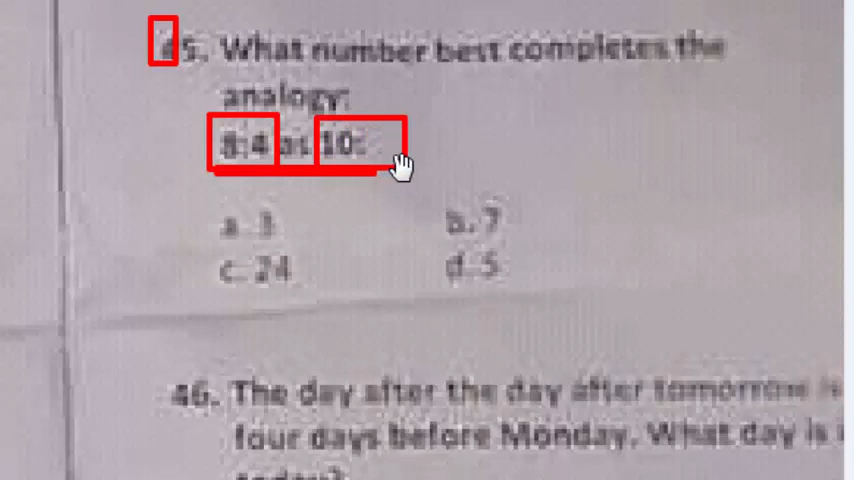 45. What number best completes the
analogy:
8:4 as 10:
a. 3 b. 7
c. 24 d. 5
46. The day after the day after tomorrow is
four days before Monday. What day is
today?